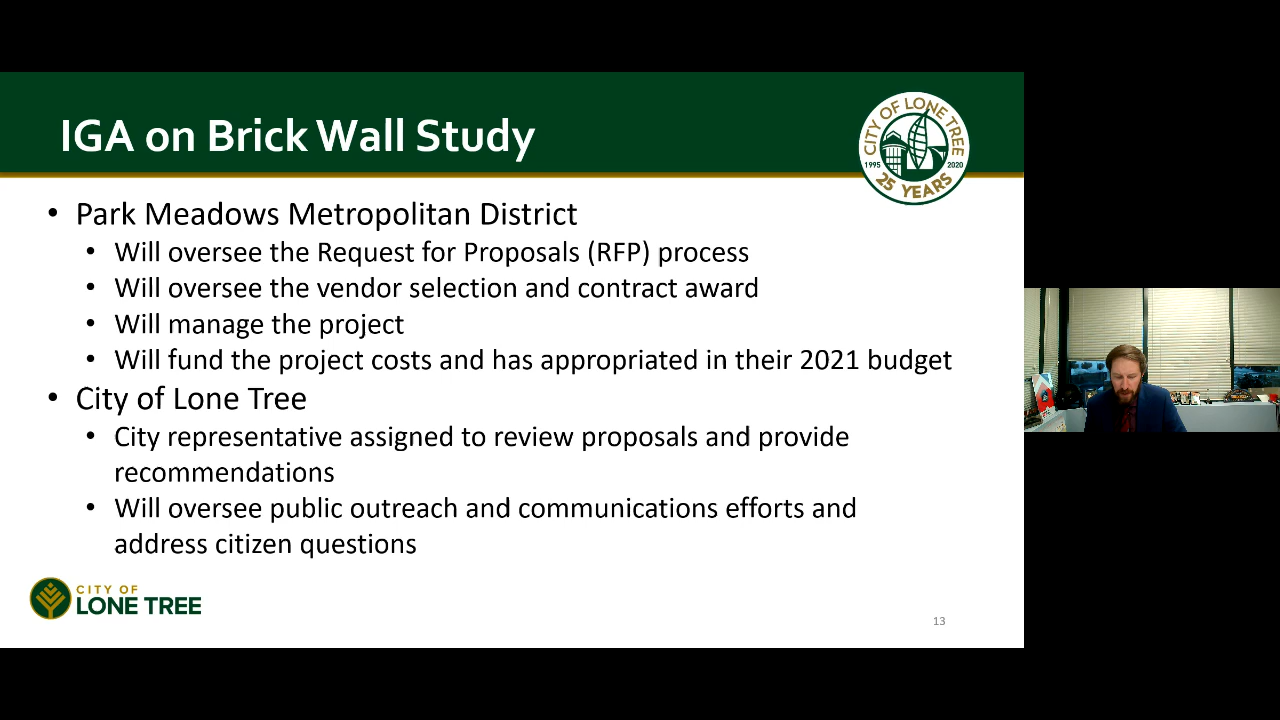 IGA on Brick Wall Study
CITY OF LONE TREE
1995
2020
25 YEARS
• Park Meadows Metropolitan District
• Will oversee the Request for Proposals (RFP) process
• Will oversee the vendor selection and contract award
• Will manage the project
• Will fund the project costs and has appropriated in their 2021 budget
• City of Lone Tree
• City representative assigned to review proposals and provide
recommendations
• Will oversee public outreach and communications efforts and
address citizen questions
CITY OF
LONE TREE
13